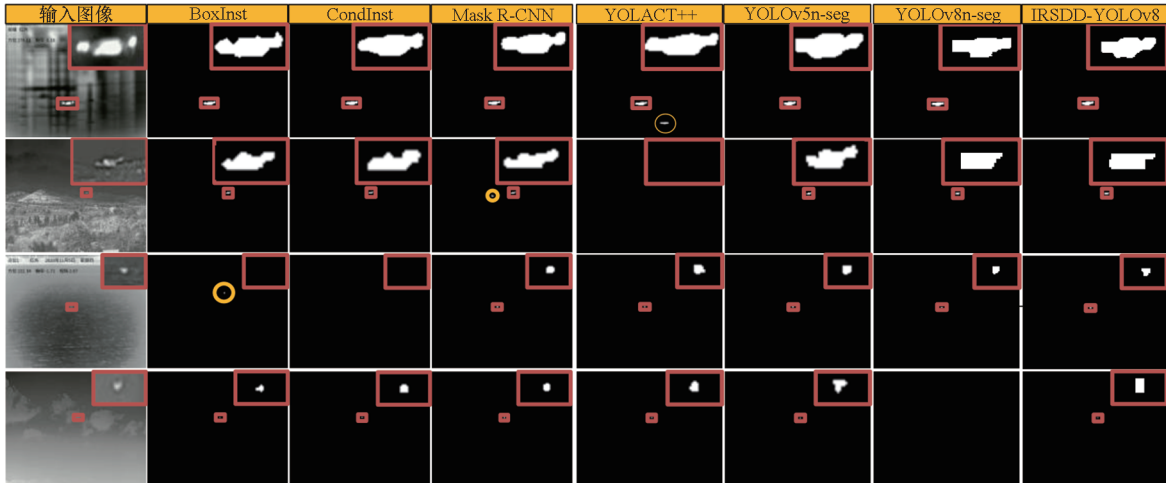 输入图像
BoxInst
CondInst
Mask R-CNN
YOLACT++
YOLOv5n-seg
YOLOv8n-seg
IRSDD-YOLOv8